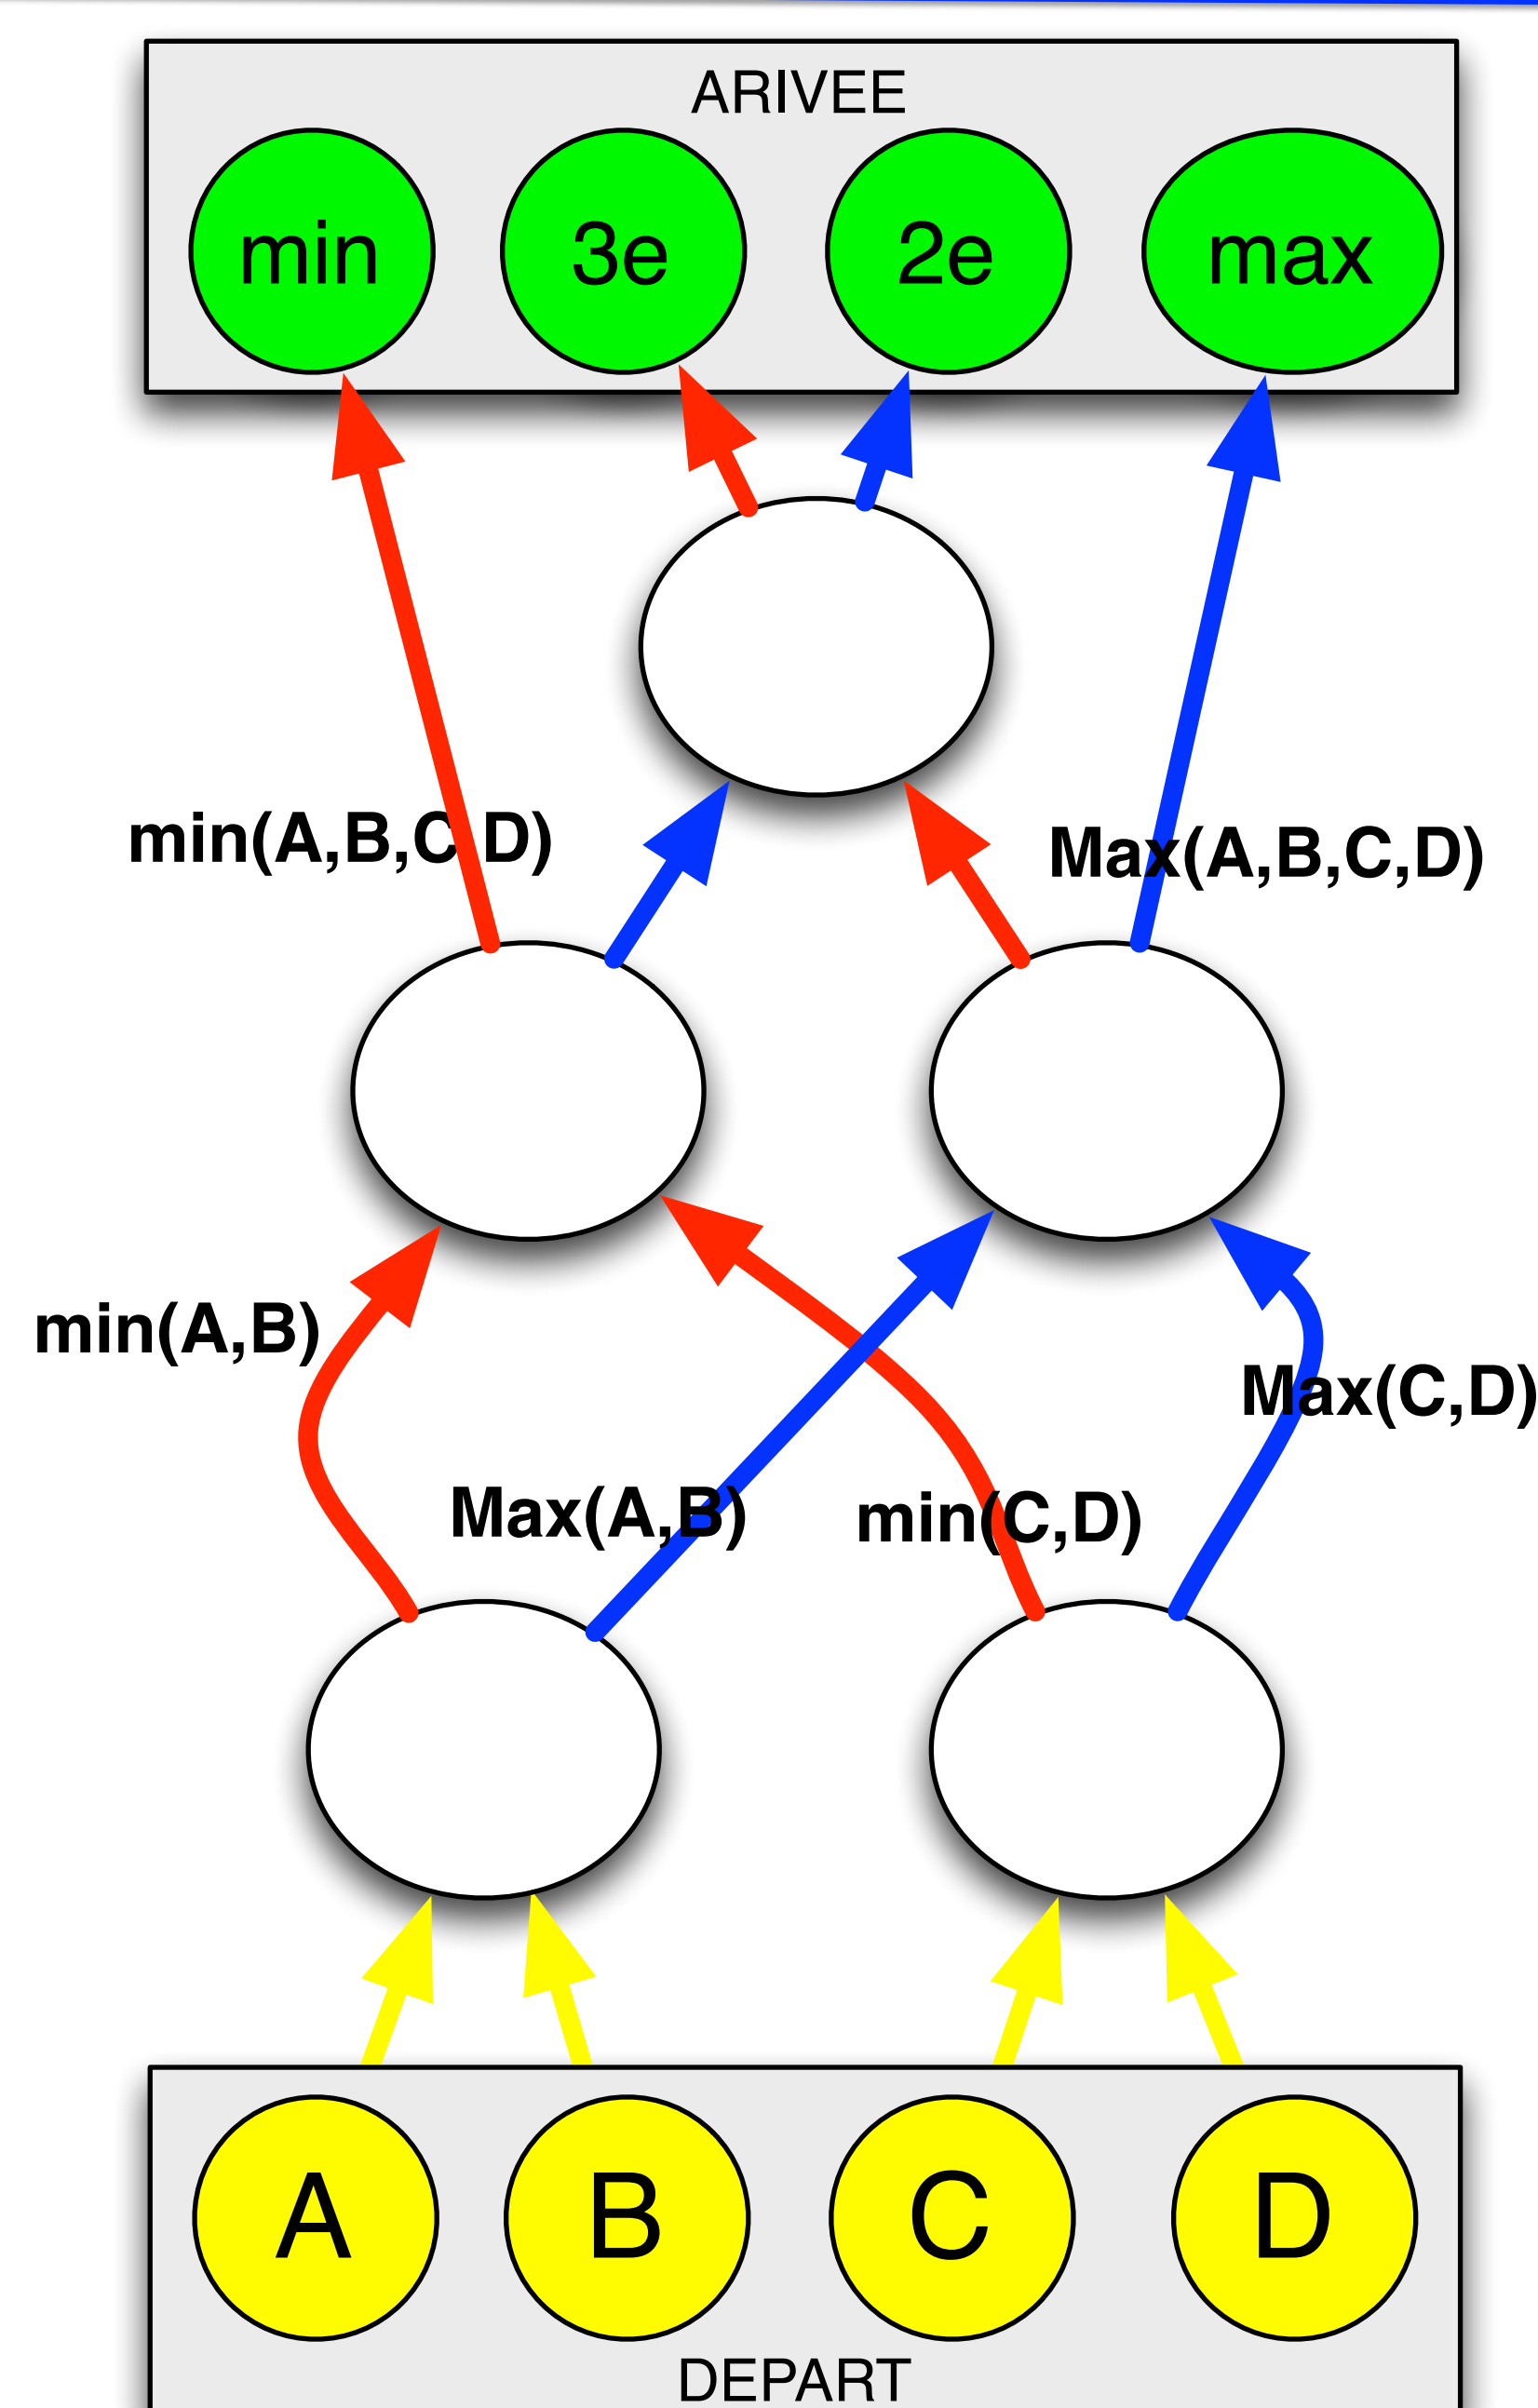 ARIVEE
min 3e 2e max
min(A,B,C,D) Max(A,B,C,D)
min(A,B)
Max(C,D)
Max(A,B) min(C,D)
A B C D
DEPART